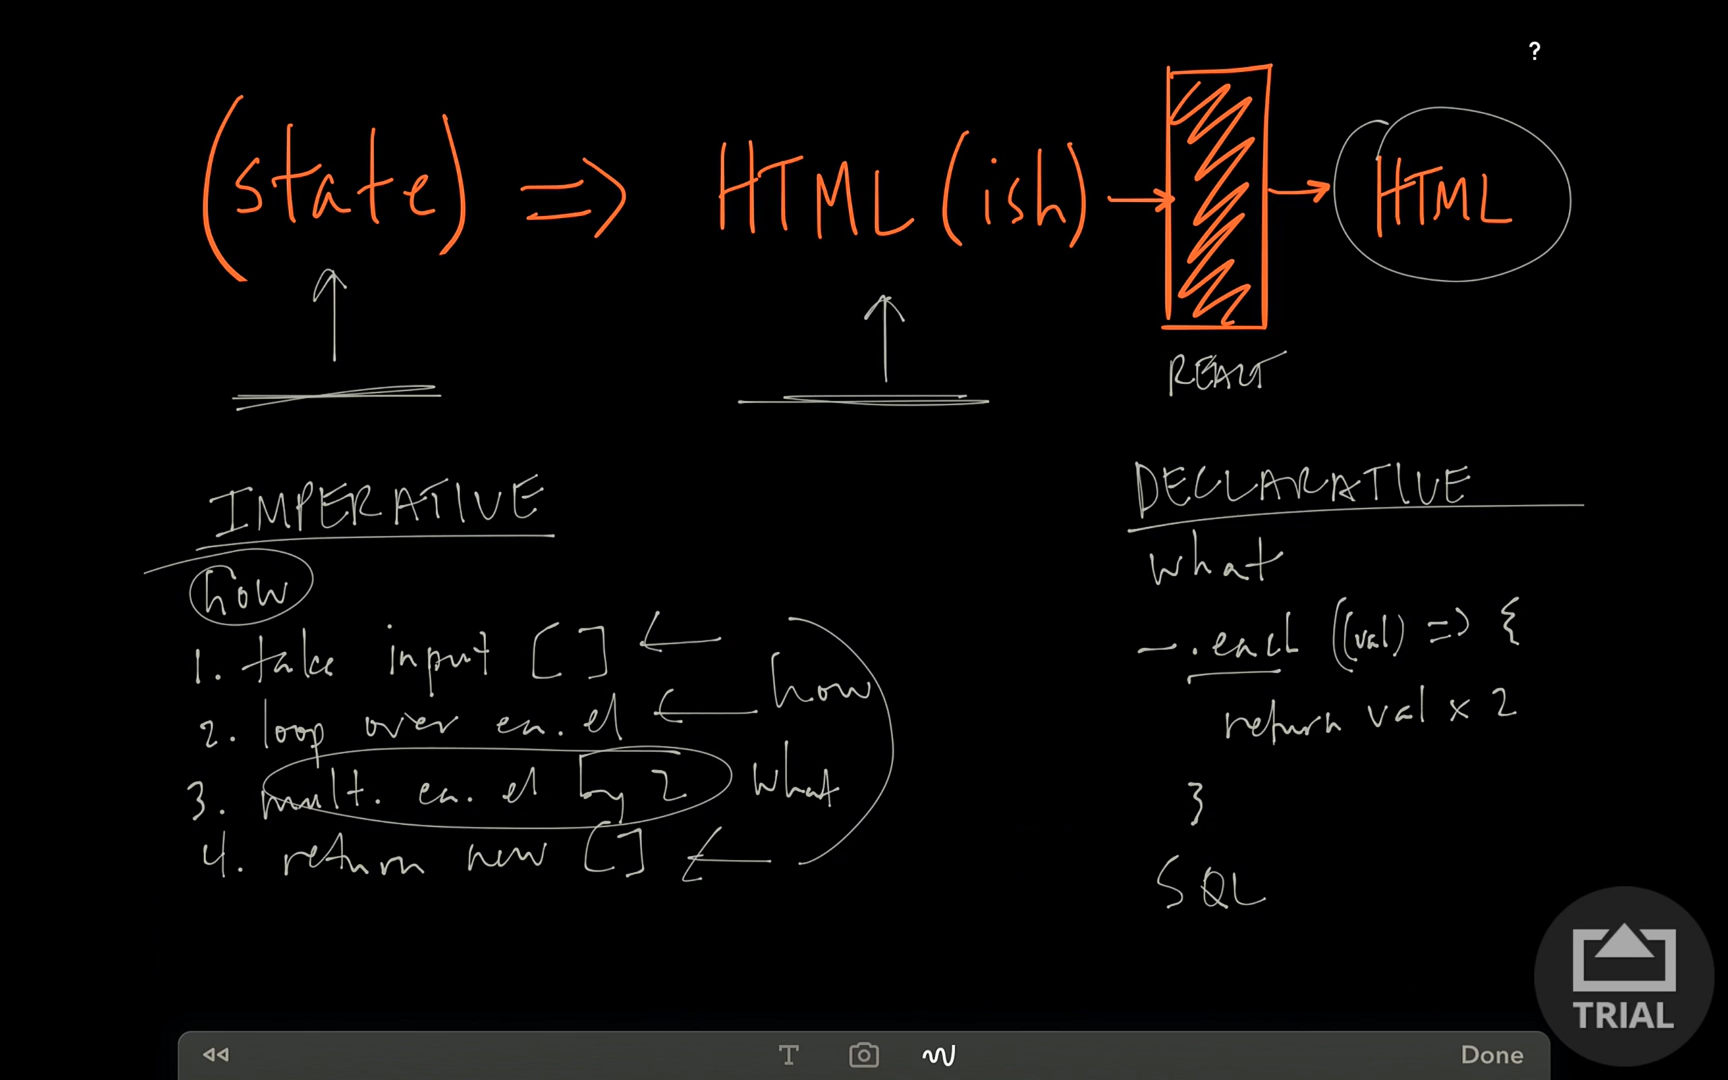 ?
(state) => HTML (ish) → → HTML
REACT
IMPERATIVE
how
1. take input []
2. loop over ea. el
how
3. mult. ea. el by 2
what
4. return new []
DECLARATIVE
what
—.each ((val) => {
return val x 2
}
SQL
TRIAL
T
Done